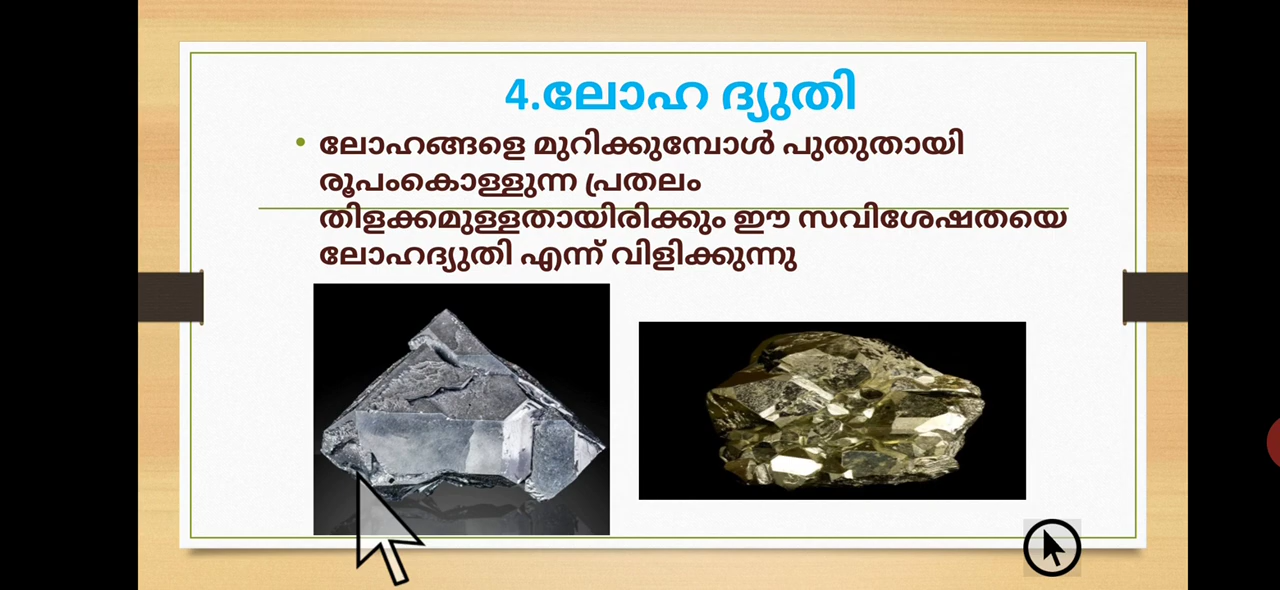 4.ലോഹ ദ്യുതി
• ലോഹങ്ങളെ മുറിക്കുമ്പോൾ പുതുതായി
രൂപംകൊള്ളുന്ന പ്രതലം
തിളക്കമുള്ളതായിരിക്കും ഈ സവിശേഷതയെ
ലോഹദ്യുതി എന്ന് വിളിക്കുന്നു